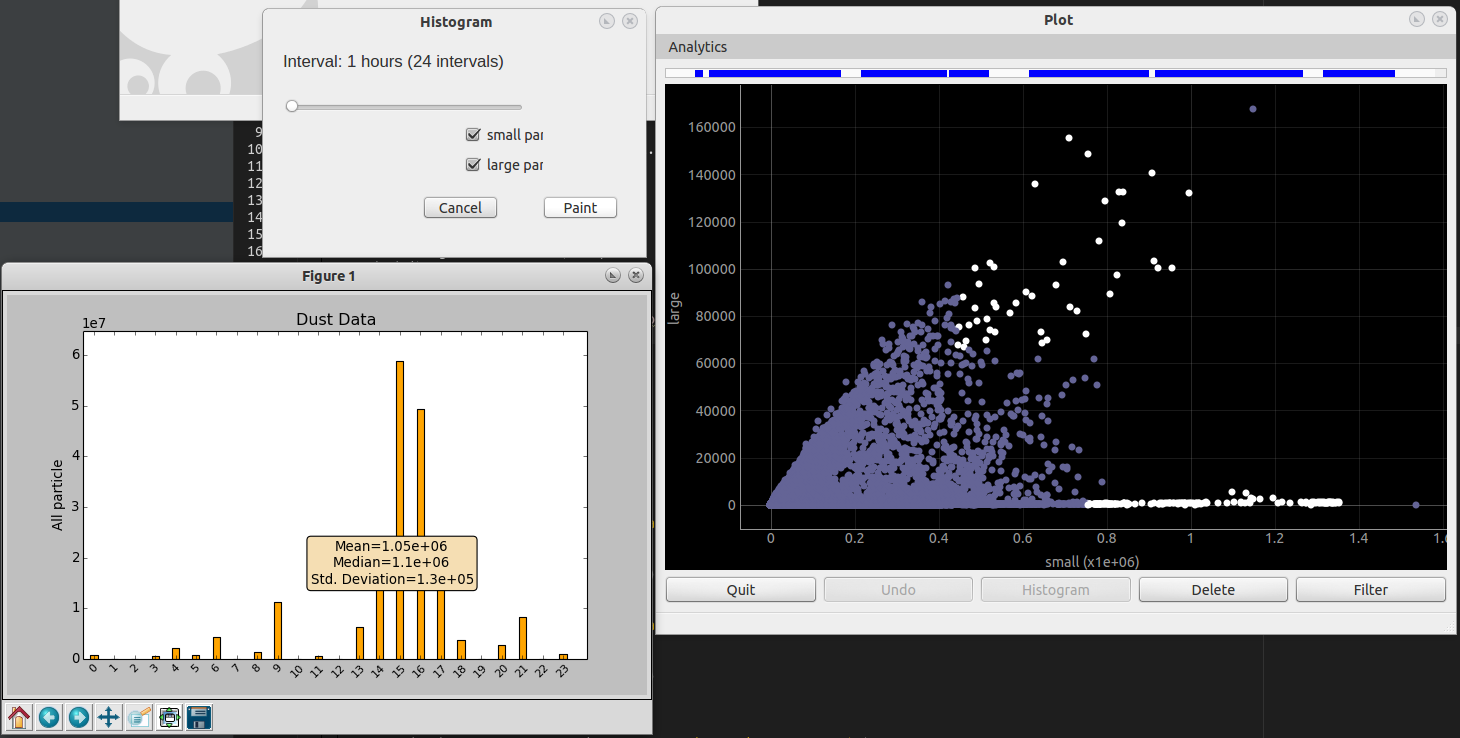 Histogram
Interval: 1 hours (24 intervals)
small par
large par
Cancel
Paint
9
10
11
12
13
14
15
16
Figure 1
Dust Data
1e7
6
5
4
3
2
1
0
All particle
Mean=1.05e+06
Median=1.1e+06
Std. Deviation=1.3e+05
0 1 2 3 4 5 6 7 8 9 10 11 12 13 14 15 16 17 18 19 20 21 22 23
Plot
Analytics
160000
140000
120000
100000
80000
60000
40000
20000
0
large
0 0.2 0.4 0.6 0.8 1 1.2 1.4
small (x1e+06)
Quit
Undo
Histogram
Delete
Filter